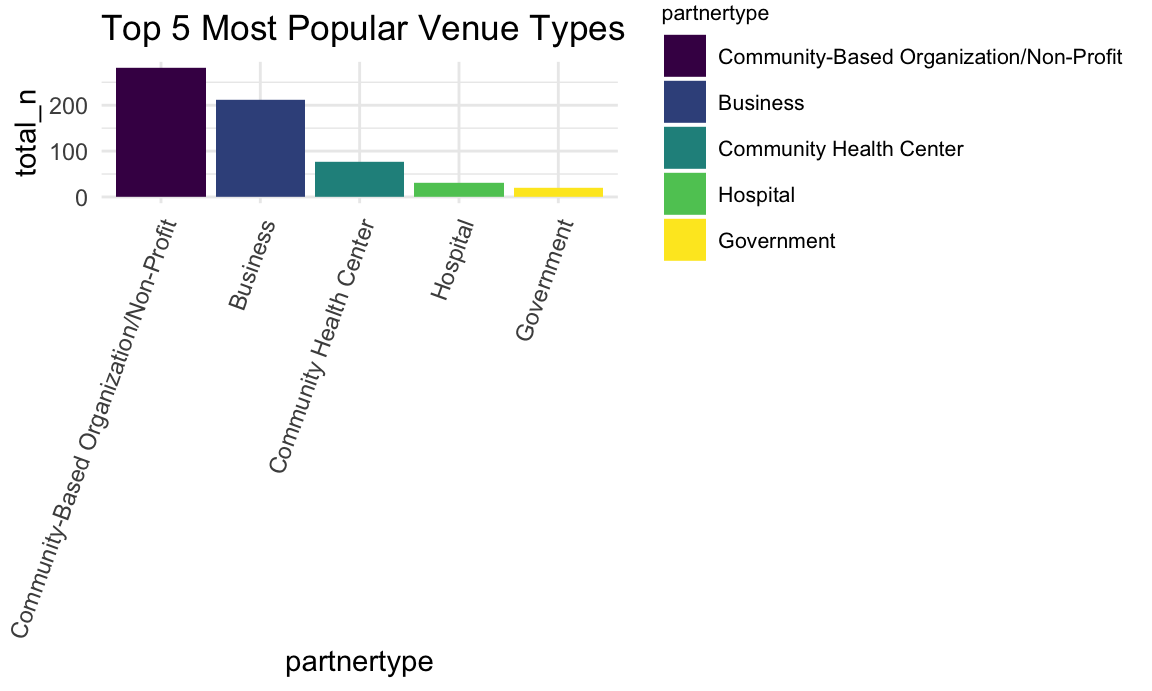 Top 5 Most Popular Venue Types
total_n
200
100
0
Community-Based Organization/Non-Profit
Business
Community Health Center
Hospital
Government
partnertype
partnertype
Community-Based Organization/Non-Profit
Business
Community Health Center
Hospital
Government